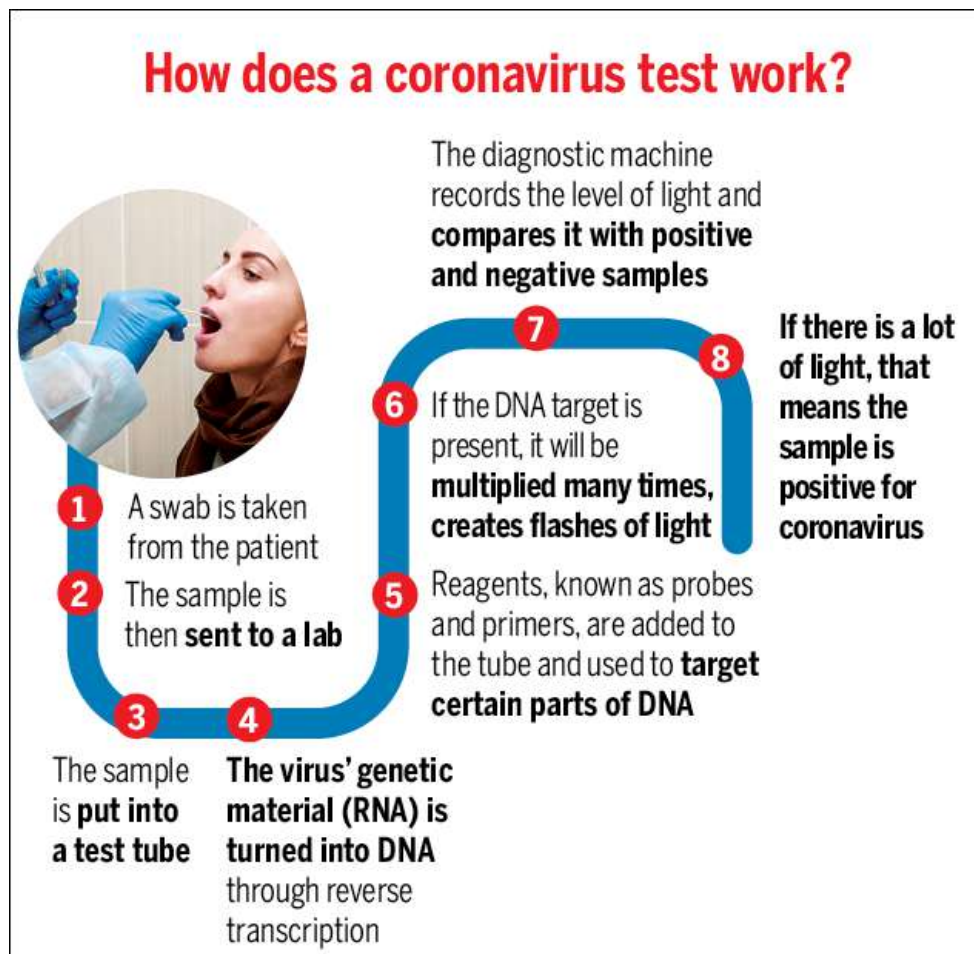 How does a coronavirus test work?
1
A swab is taken
from the patient
2
The sample is
then sent to a lab
3
The sample
is put into
a test tube
4
The virus’ genetic
material (RNA) is
turned into DNA
through reverse
transcription
5
Reagents, known as probes
and primers, are added to
the tube and used to target
certain parts of DNA
6
If the DNA target is
present, it will be
multiplied many times,
creates flashes of light
7
The diagnostic machine
records the level of light and
compares it with positive
and negative samples
8
If there is a lot
of light, that
means the
sample is
positive for
coronavirus